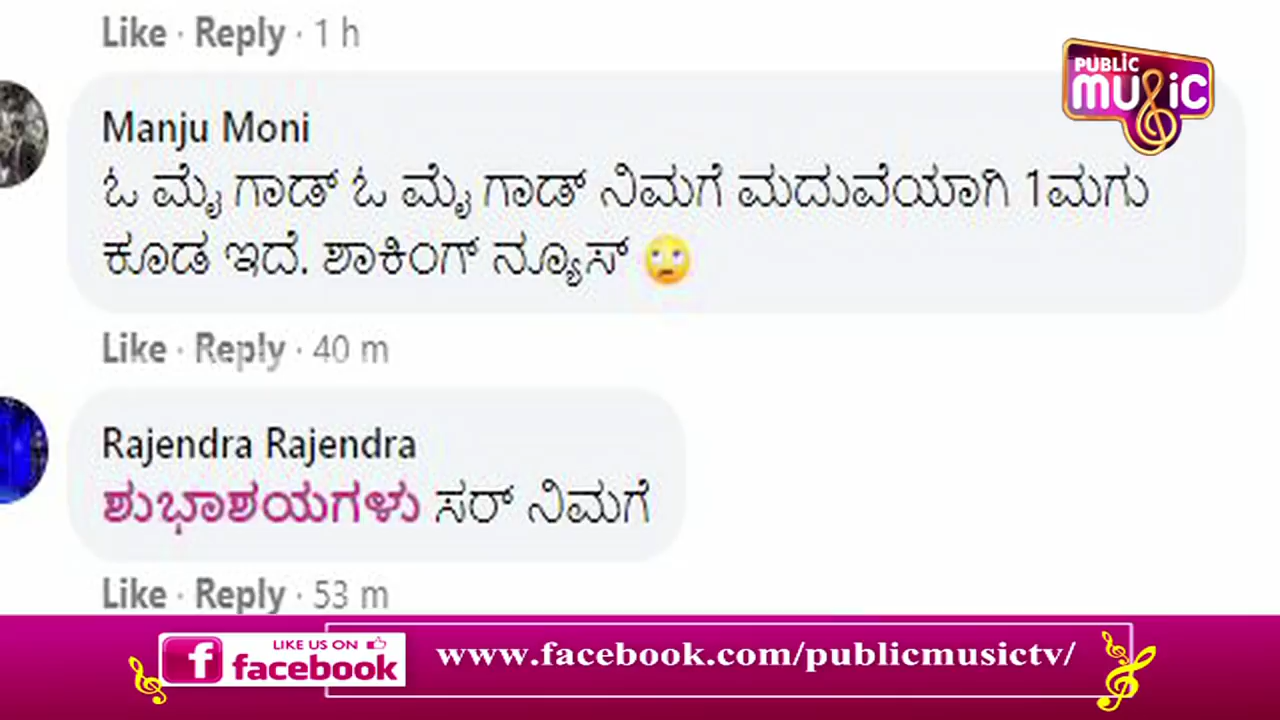 Like · Reply · 1 h
PUBLiC
muSiC
Manju Moni
ಓ ಮೈ ಗಾಡ್ ಓ ಮೈ ಗಾಡ್ ನಿಮಗೆ ಮದುವೆಯಾಗಿ 1ಮಗು
ಕೂಡ ಇದೆ. ಶಾಕಿಂಗ್ ನ್ಯೂಸ್ 🙄
Like · Reply · 40 m
Rajendra Rajendra
ಶುಭಾಶಯಗಳು ಸರ್ ನಿಮಗೆ
Like · Reply · 53 m
LIKE US ON
facebook
www.facebook.com/publicmusictv/